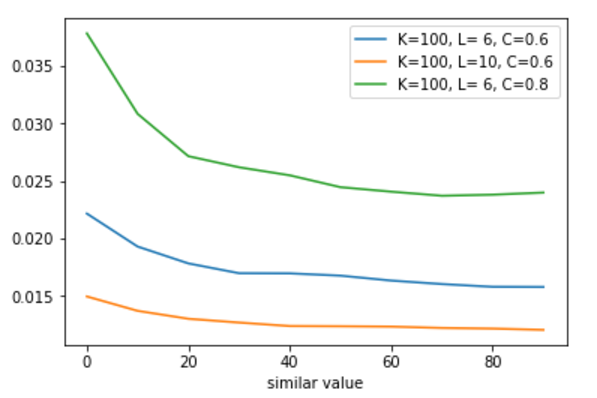 K=100, L= 6, C=0.6
K=100, L=10, C=0.6
K=100, L= 6, C=0.8
0.035
0.030
0.025
0.020
0.015
0 20 40 60 80
similar value